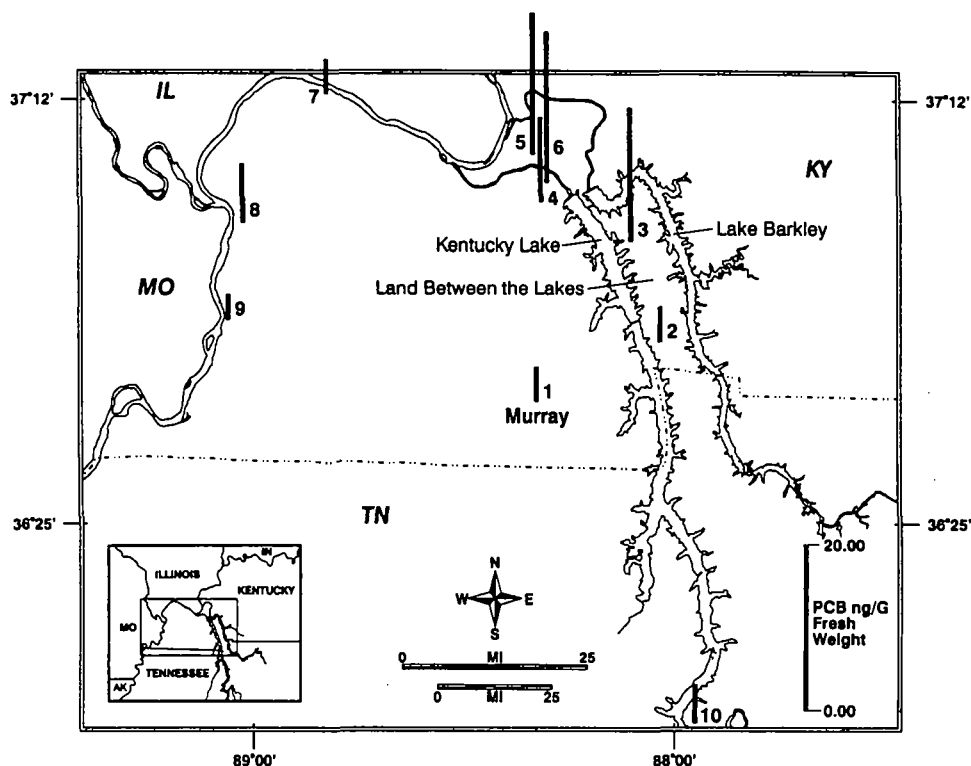 37°12'
37°12'
IL
7
5
6
4
KY
8
3
Kentucky Lake
Lake Barkley
Land Between the Lakes
MO
9
2
1
Murray
TN
36°25'
36°25'
20.00
PCB ng/G
Fresh
Weight
0.00
N
W E
S
0 MI 25
0 MI 25
IN
ILLINOIS
KENTUCKY
MO
TENNESSEE
AK
10
89°00'
88°00'